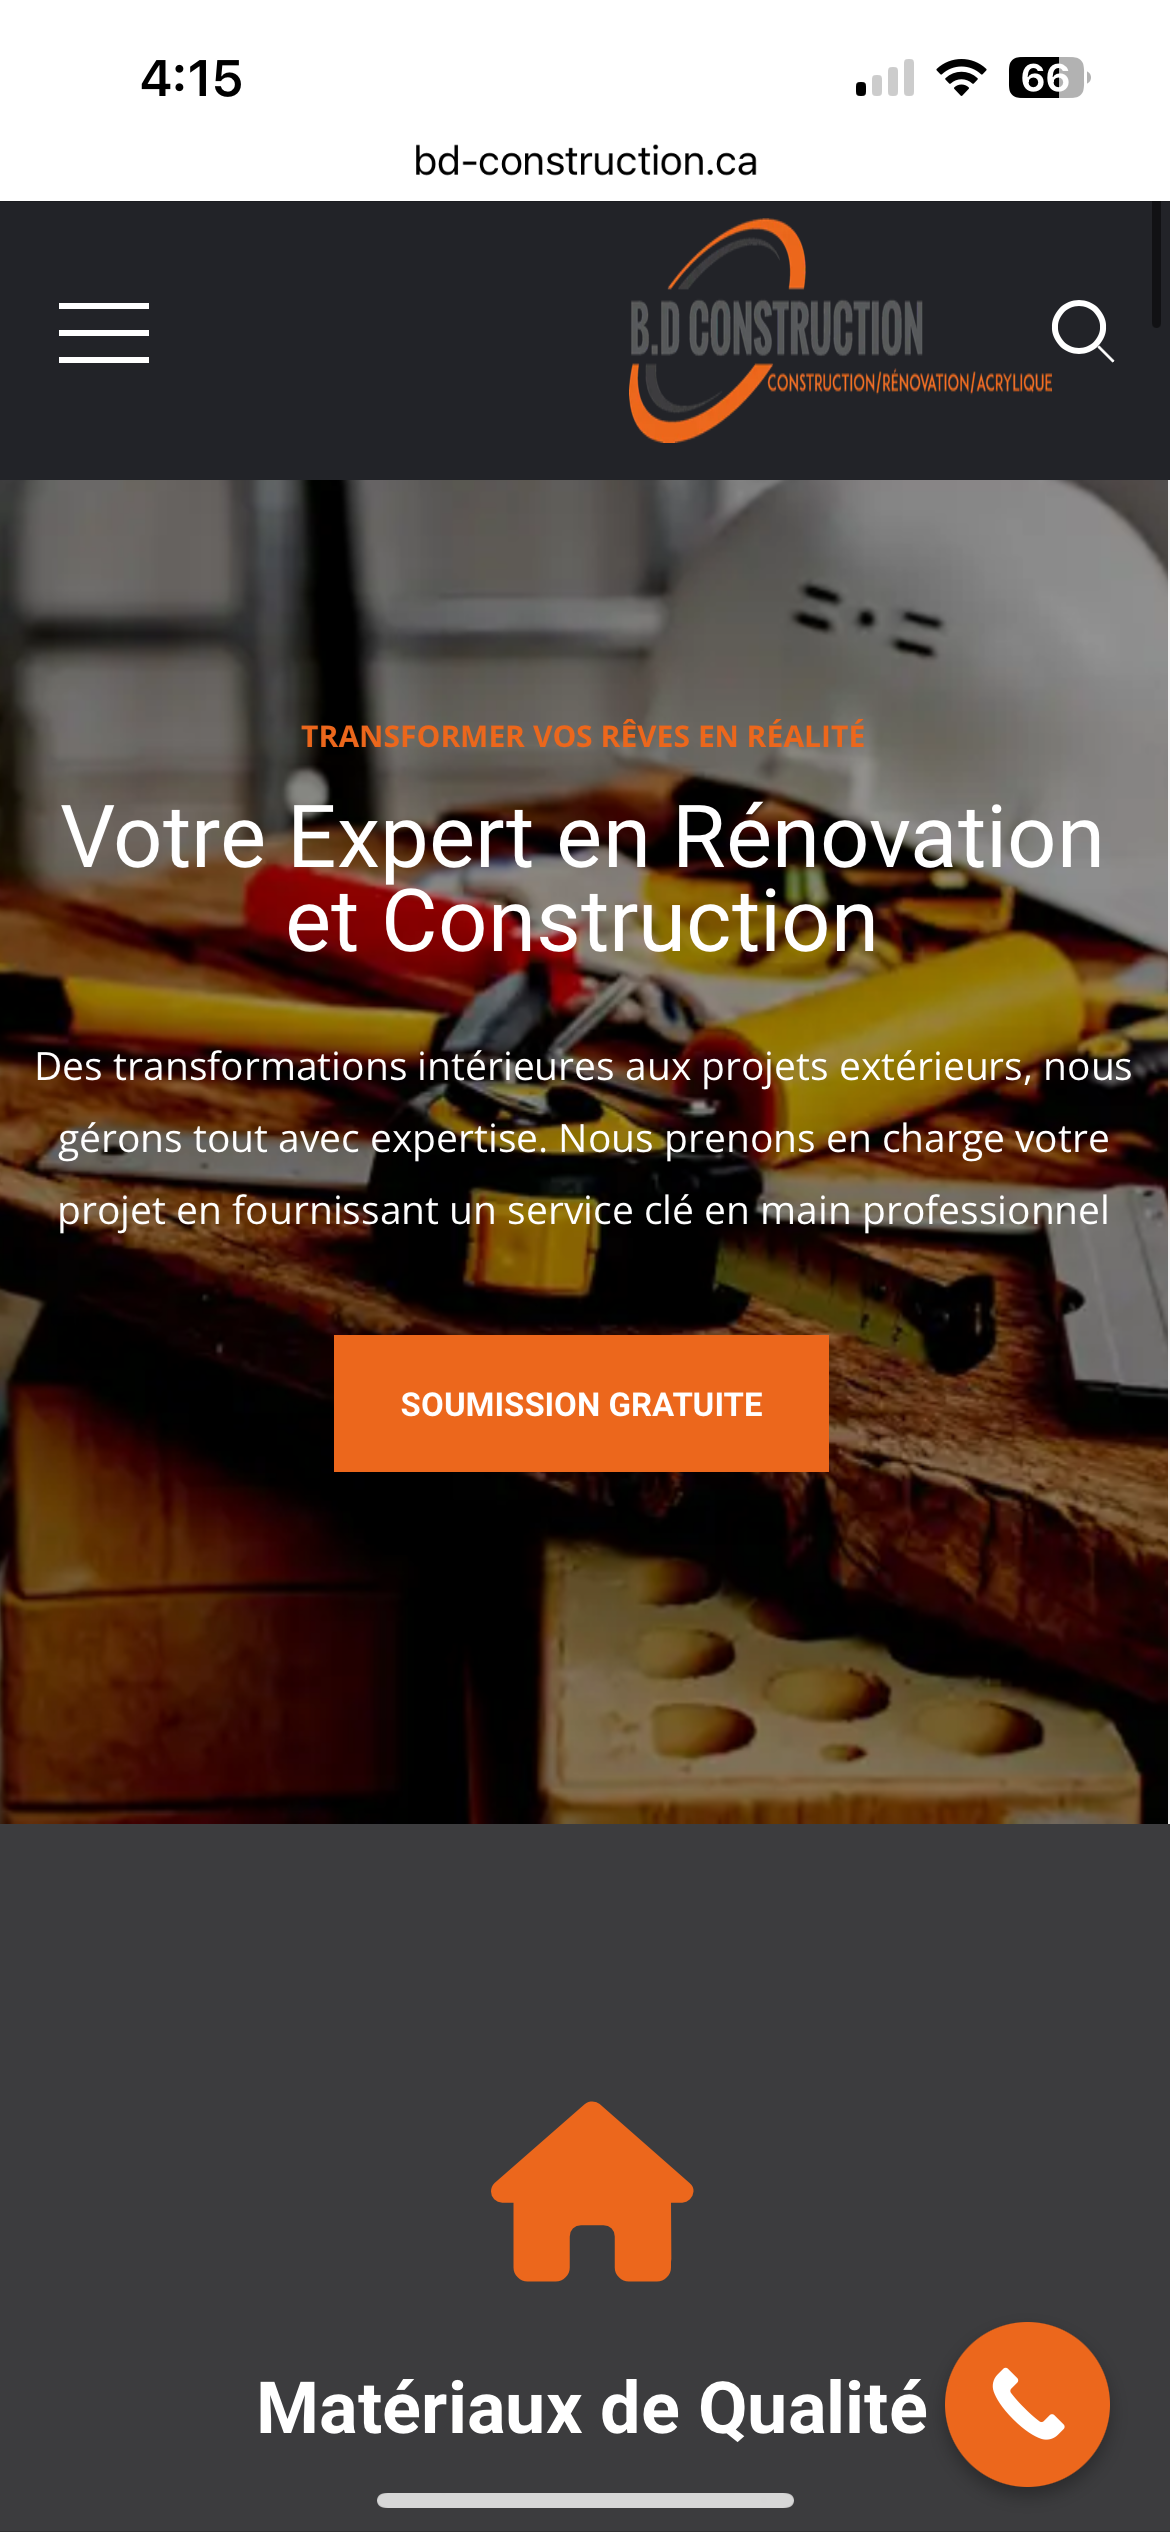 4:15
66
bd-construction.ca
B.D CONSTRUCTION
CONSTRUCTION/RÉNOVATION/ACRYLIQUE
TRANSFORMER VOS RÊVES EN RÉALITÉ
Votre Expert en Rénovation
et Construction
Des transformations intérieures aux projets extérieurs, nous
gérons tout avec expertise. Nous prenons en charge votre
projet en fournissant un service clé en main professionnel
SOUMISSION GRATUITE
Matériaux de Qualité